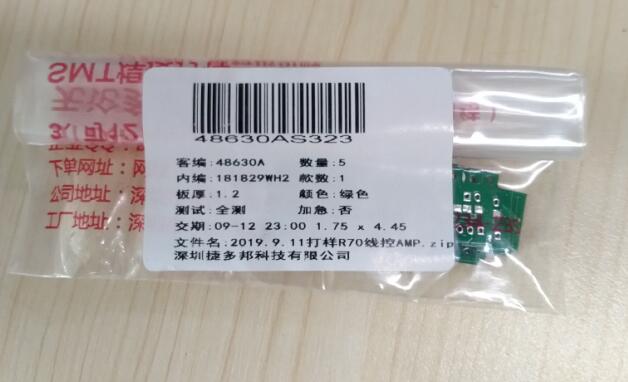 SMT
48630AS323
客编:48630A 数量:5
内编:181829WH2 款数:1
板厚:1.2 颜色:绿色
测试:全测 加急:否
交期:09-12 23:00 1.75 x 4.45
文件名:2019.9.11打样R70线控AMP.zip
深圳捷多邦科技有限公司
下单网址:
公司地址:深
工厂地址:深